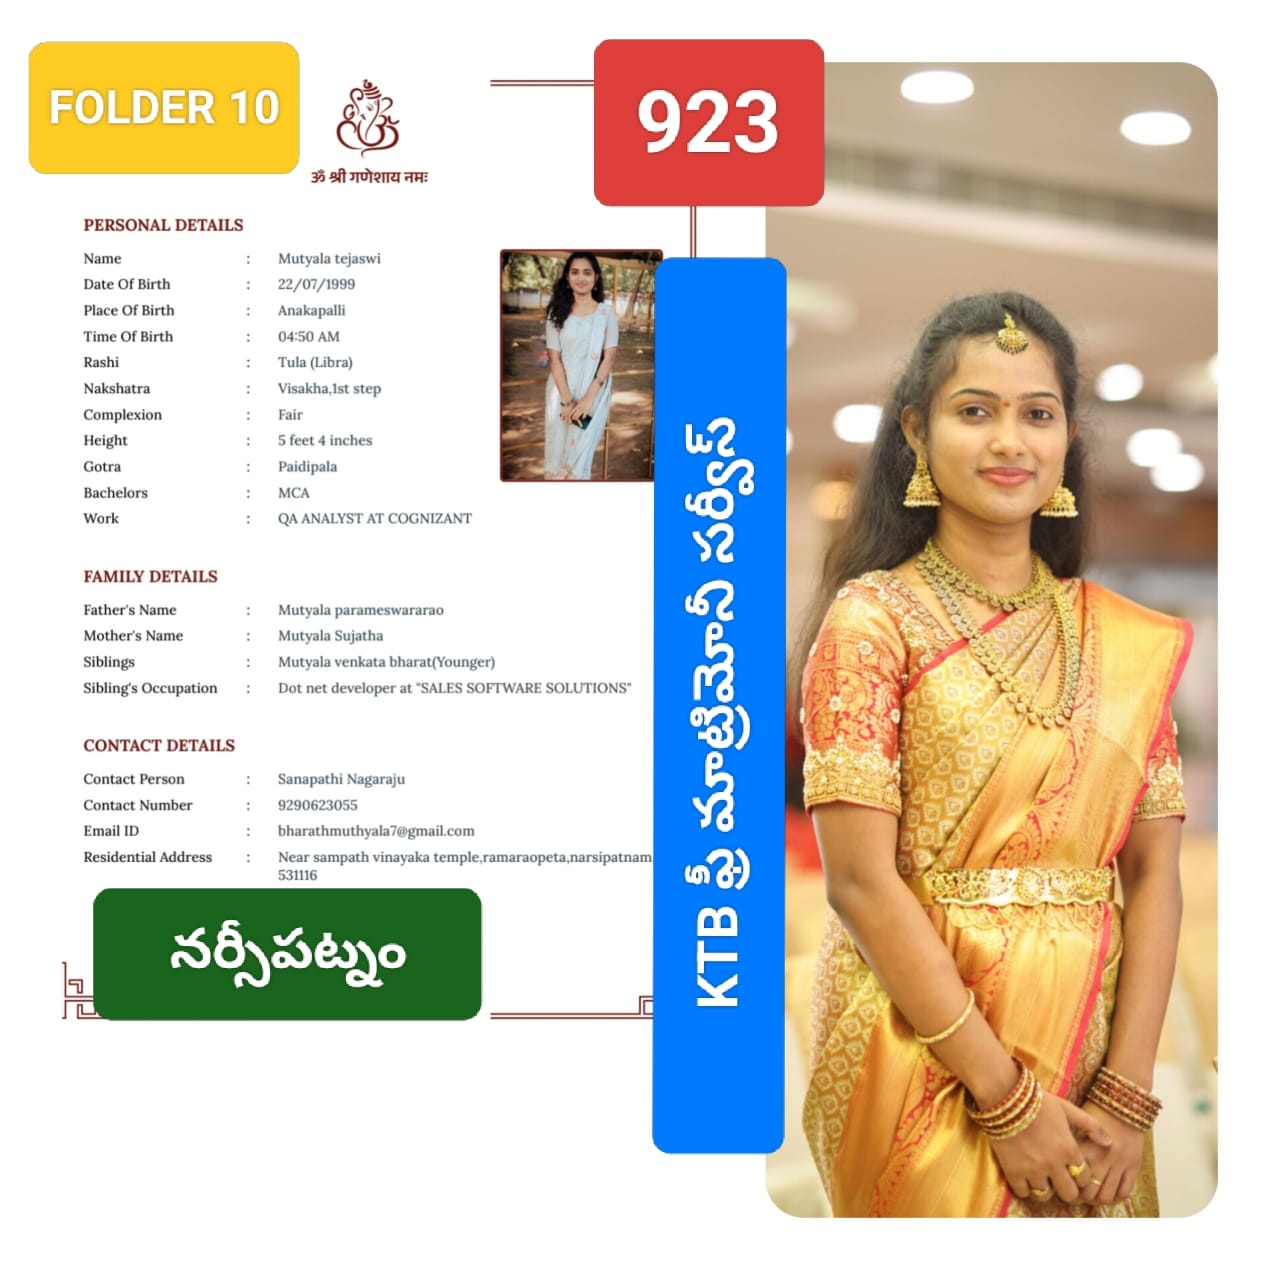 FOLDER 10
923
ॐ श्री गणेशाय नमः
PERSONAL DETAILS
Name : Mutyala tejaswi
Date Of Birth : 22/07/1999
Place Of Birth : Anakapalli
Time Of Birth : 04:50 AM
Rashi : Tula (Libra)
Nakshatra : Visakha,1st step
Complexion : Fair
Height : 5 feet 4 inches
Gotra : Paidipala
Bachelors : MCA
Work : QA ANALYST AT COGNIZANT
FAMILY DETAILS
Father's Name : Mutyala parameswararao
Mother's Name : Mutyala Sujatha
Siblings : Mutyala venkata bharat(Younger)
Sibling's Occupation : Dot net developer at "SALES SOFTWARE SOLUTIONS"
CONTACT DETAILS
Contact Person : Sanapathi Nagaraju
Contact Number : 9290623055
Email ID : bharathmuthyala7@gmail.com
Residential Address : Near sampath vinayaka temple,ramaraopeta,narsipatnam
531116
నర్సీపట్నం
KTB ఫ్రీ మాట్రిమోనీ సర్వీస్